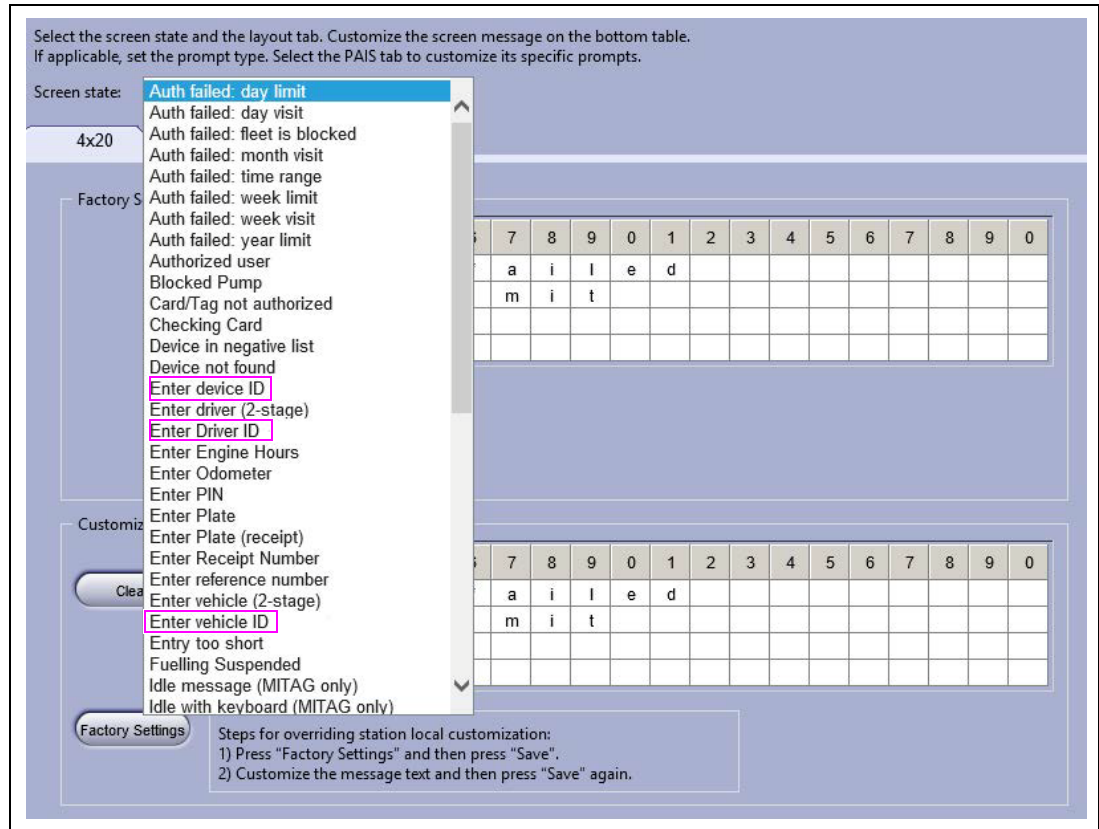 Select the screen state and the layout tab. Customize the screen message on the bottom table.
If applicable, set the prompt type. Select the PAIS tab to customize its specific prompts.
Screen state:
Auth failed: day limit
Auth failed: day visit
4x20
Auth failed: fleet is blocked
Auth failed: month visit
Auth failed: time range
Factory S
Auth failed: week limit
Auth failed: week visit
Auth failed: year limit
7 8 9 0 1 2 3 4 5 6 7 8 9 0
Authorized user
a i l e d
Blocked Pump
m i t
Card/Tag not authorized
Checking Card
Device in negative list
Device not found
Enter device ID
Enter driver (2-stage)
Enter Driver ID
Enter Engine Hours
Enter Odometer
Enter PIN
Enter Plate
Customiz
Enter Plate (receipt)
Enter Receipt Number
7 8 9 0 1 2 3 4 5 6 7 8 9 0
Enter reference number
Clea
a i l e d
Enter vehicle (2-stage)
Enter vehicle ID
m i t
Entry too short
Fuelling Suspended
Idle message (MITAG only)
Idle with keyboard (MITAG only)
Factory Settings
Steps for overriding station local customization:
1) Press "Factory Settings" and then press "Save".
2) Customize the message text and then press "Save" again.